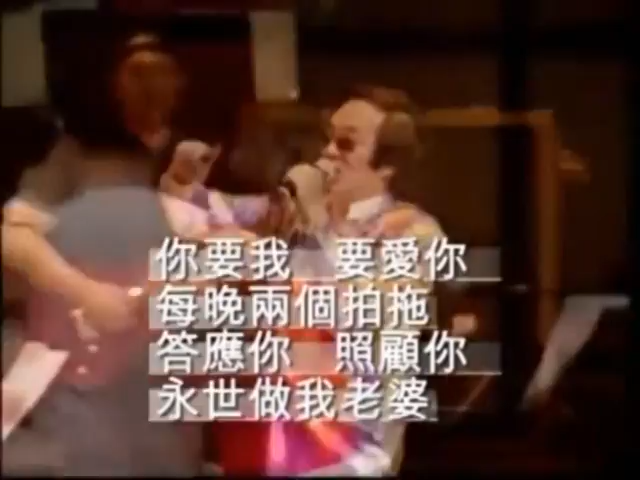 你要我　要愛你
每晚兩個拍拖
答應你　照顧你
永世做我老婆